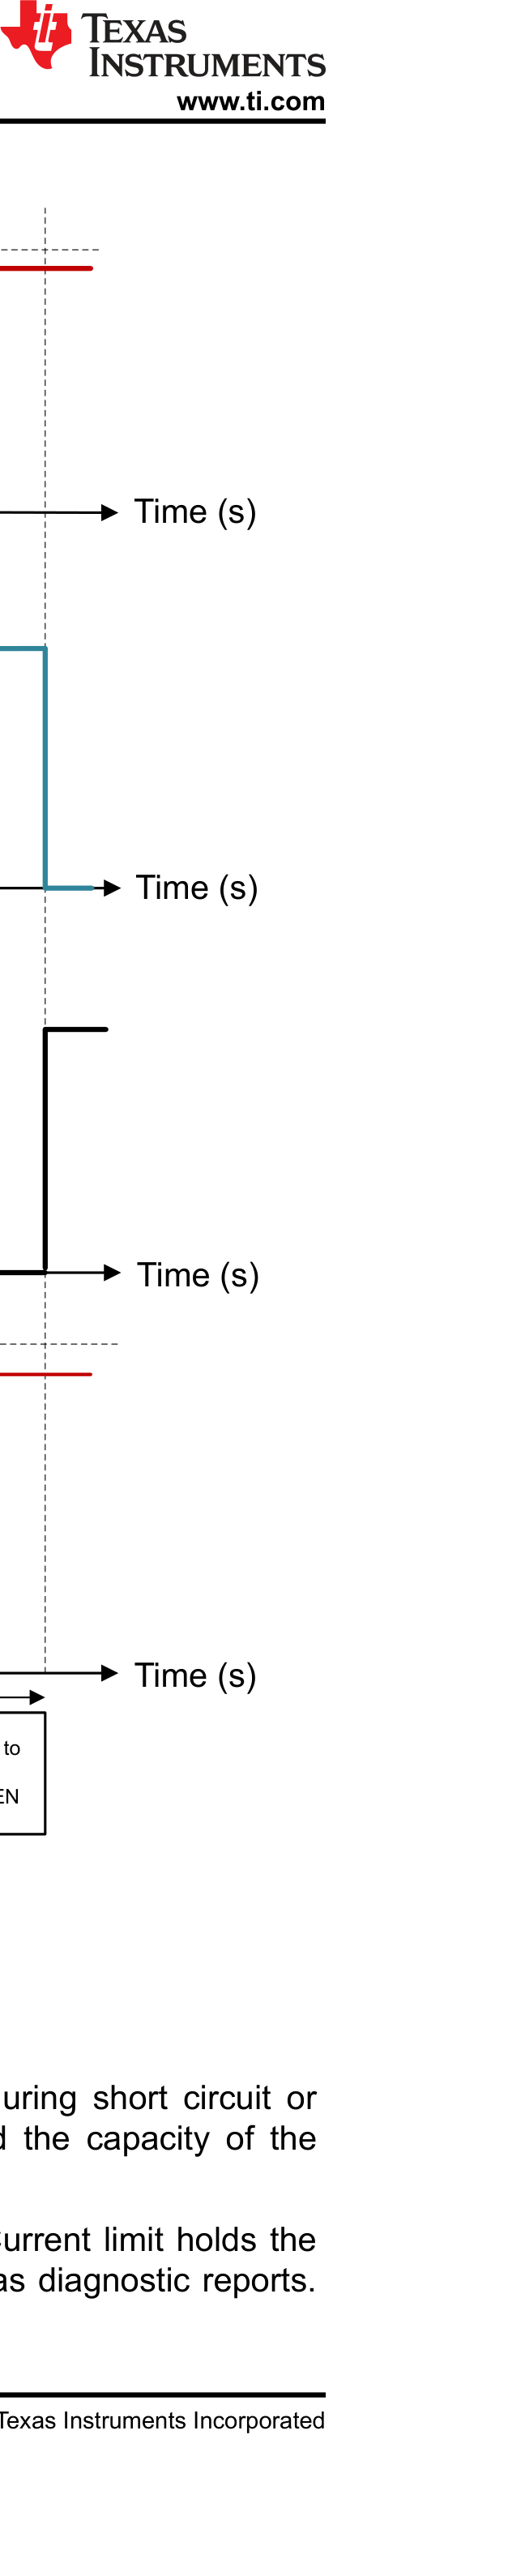 TEXAS
INSTRUMENTS
www.ti.com
Time (s)
Time (s)
Time (s)
Time (s)
to
EN
uring short circuit or
the capacity of the
urrent limit holds the
as diagnostic reports.
Texas Instruments Incorporated